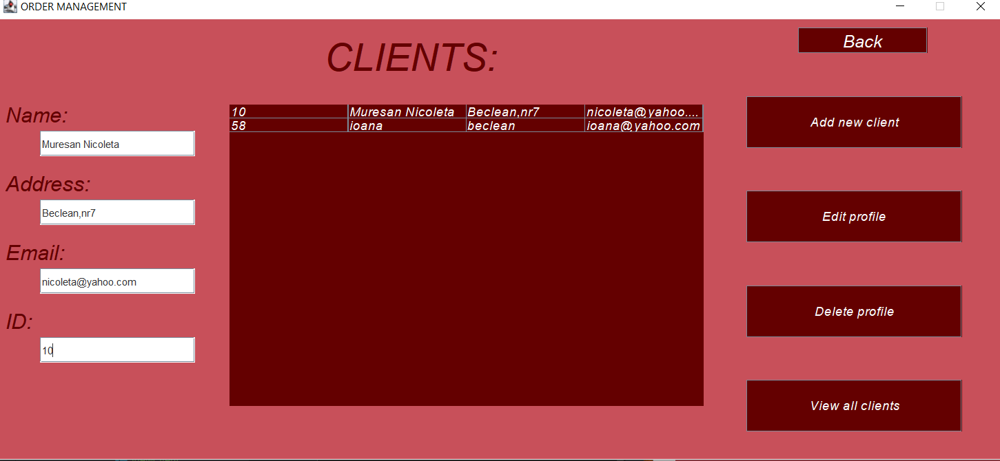 ORDER MANAGEMENT
Back
CLIENTS:
Name:
Muresan Nicoleta
Address:
Beclean,nr7
Email:
nicoleta@yahoo.com
ID:
10
10 Muresan Nicoleta Beclean,nr7 nicoleta@yahoo....
58 ioana beclean ioana@yahoo.com
Add new client
Edit profile
Delete profile
View all clients